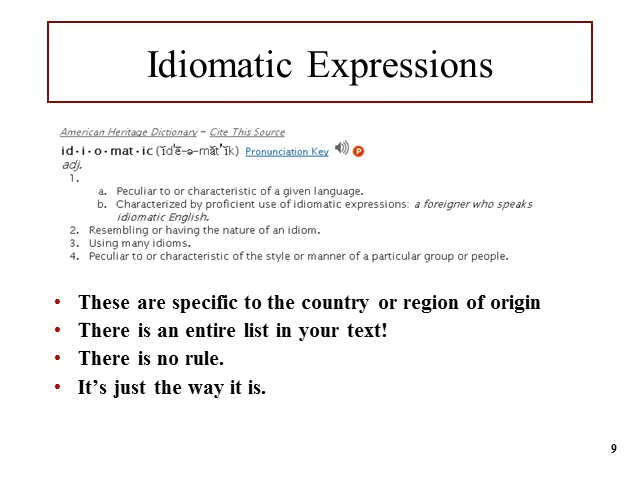 Idiomatic Expressions
American Heritage Dictionary - Cite This Source
id·i·o·mat·ic (ĭd'ē-ə-măt'ĭk) Pronunciation Key P
adj.
1.
a. Peculiar to or characteristic of a given language.
b. Characterized by proficient use of idiomatic expressions: a foreigner who speaks
idiomatic English.
2. Resembling or having the nature of an idiom.
3. Using many idioms.
4. Peculiar to or characteristic of the style or manner of a particular group or people.
• These are specific to the country or region of origin
• There is an entire list in your text!
• There is no rule.
• It's just the way it is.
9